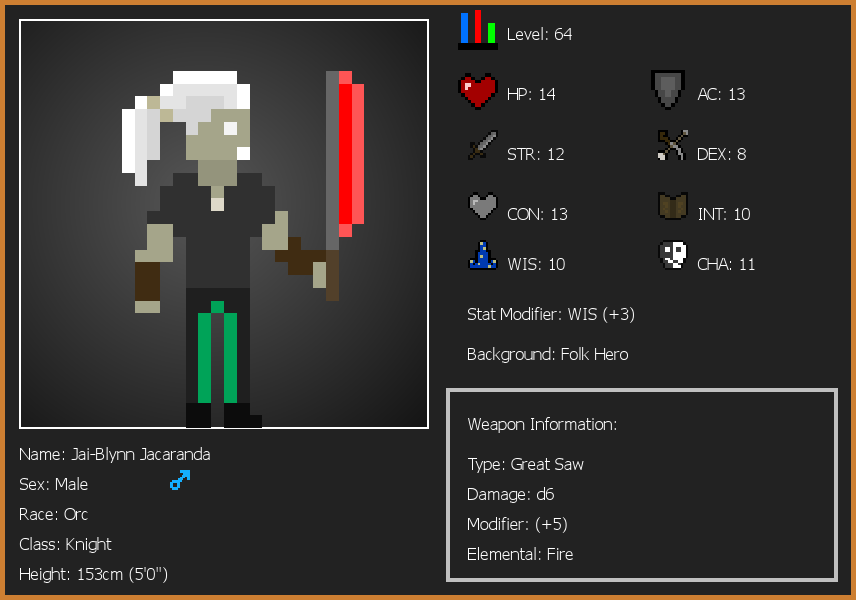 Level: 64
HP: 14
AC: 13
STR: 12
DEX: 8
CON: 13
INT: 10
WIS: 10
CHA: 11
Stat Modifier: WIS (+3)
Background: Folk Hero
Weapon Information:
Type: Great Saw
Damage: d6
Modifier: (+5)
Elemental: Fire
Name: Jai-Blynn Jacaranda
Sex: Male
Race: Orc
Class: Knight
Height: 153cm (5'0")